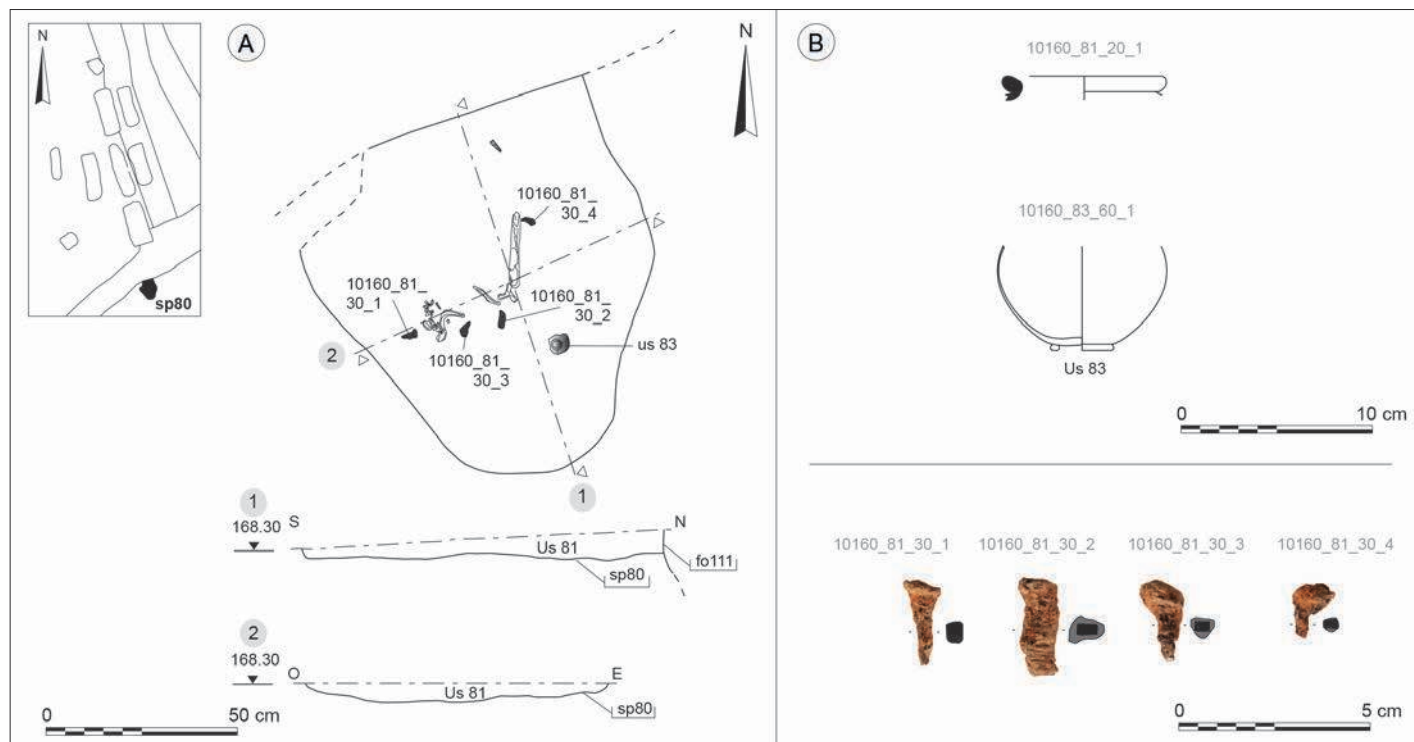 N
sp80
A
N
10160_81_
30_4
10160_81_
30_1
10160_81_
30_2
2
10160_81_
30_3
us 83
1
1
168.30
S
N
Us 81
fo111
sp80
2
168.30
O
E
Us 81
sp80
0
50 cm
B
10160_81_20_1
10160_83_60_1
Us 83
0
10 cm
10160_81_30_1
10160_81_30_2
10160_81_30_3
10160_81_30_4
0
5 cm